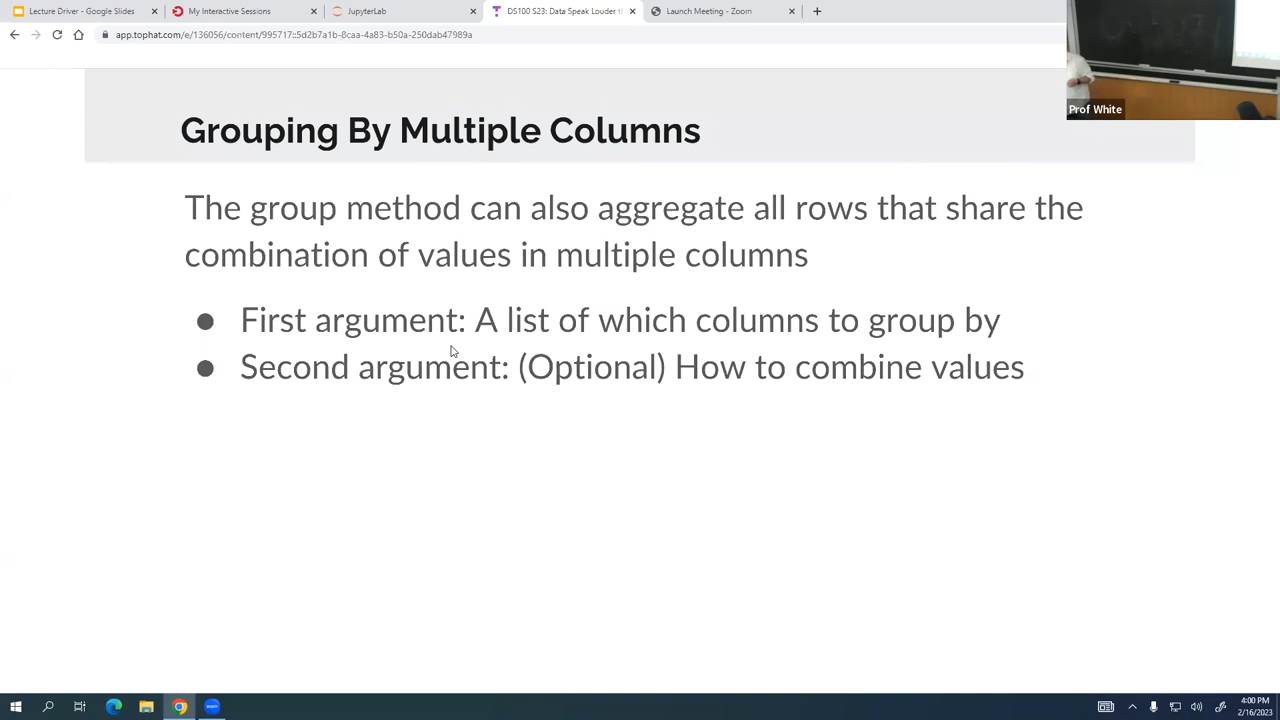 Lecture Driver - Google Slides
My Interactive Sessions
JupyterLab
DS100 S23: Data Speak Louder t
Launch Meeting - Zoom
app.tophat.com/e/136056/content/995717::5d2b7a1b-8caa-4a83-b50a-250dab47989a
Prof White
Grouping By Multiple Columns
The group method can also aggregate all rows that share the
combination of values in multiple columns
● First argument: A list of which columns to group by
● Second argument: (Optional) How to combine values
zoom
4:00 PM
2/16/2023